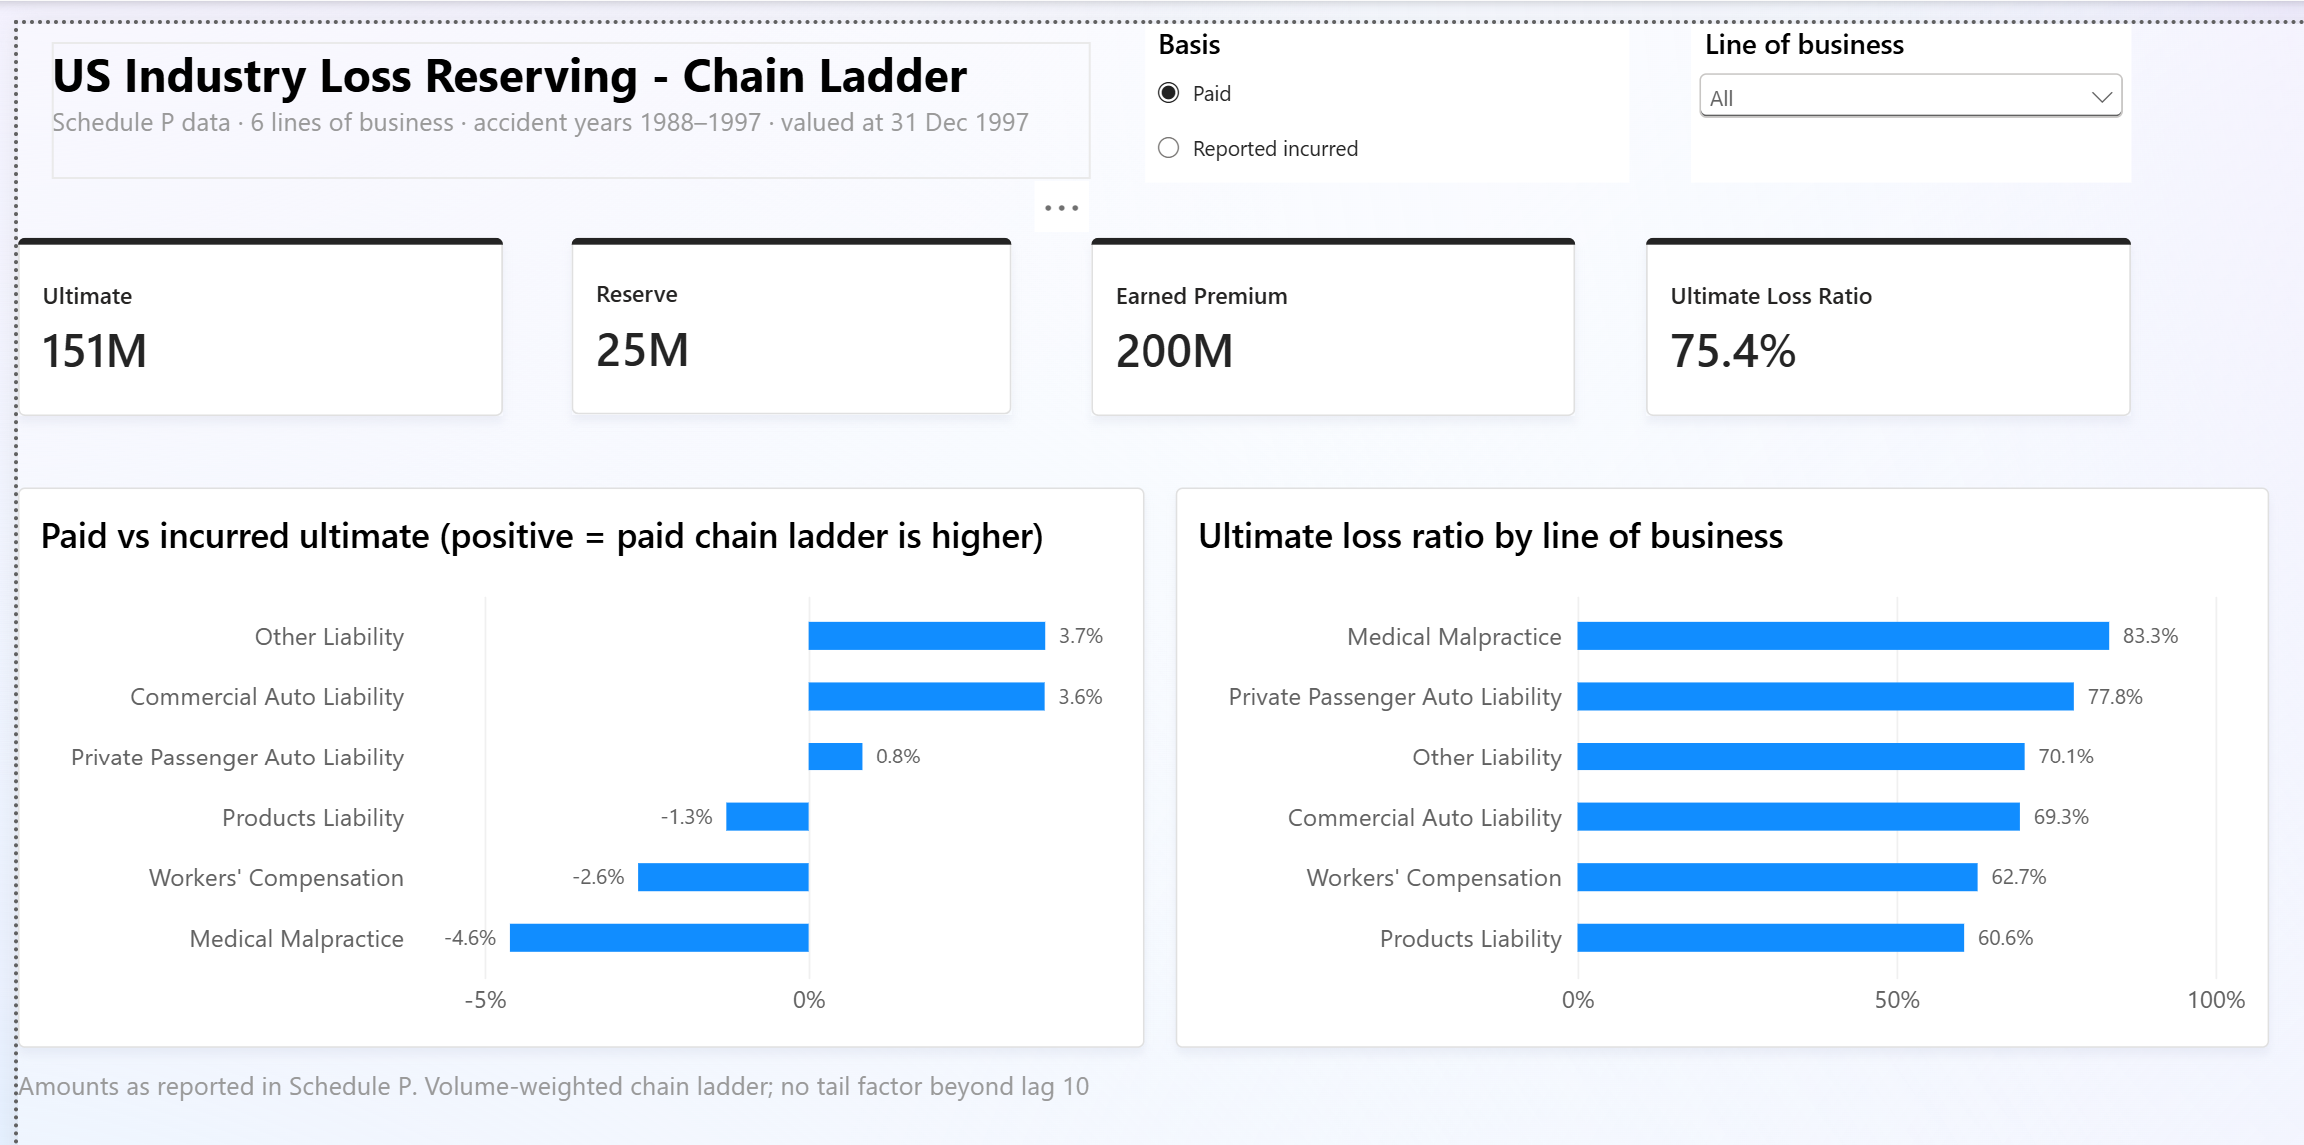 US Industry Loss Reserving - Chain Ladder
Schedule P data · 6 lines of business · accident years 1988–1997 · valued at 31 Dec 1997
Basis
Paid
Reported incurred
Line of business
All
Ultimate
151M
Reserve
25M
Earned Premium
200M
Ultimate Loss Ratio
75.4%
Paid vs incurred ultimate (positive = paid chain ladder is higher)
Other Liability 3.7%
Commercial Auto Liability 3.6%
Private Passenger Auto Liability 0.8%
Products Liability -1.3%
Workers' Compensation -2.6%
Medical Malpractice -4.6%
-5% 0%
Ultimate loss ratio by line of business
Medical Malpractice 83.3%
Private Passenger Auto Liability 77.8%
Other Liability 70.1%
Commercial Auto Liability 69.3%
Workers' Compensation 62.7%
Products Liability 60.6%
0% 50% 100%
Amounts as reported in Schedule P. Volume-weighted chain ladder; no tail factor beyond lag 10